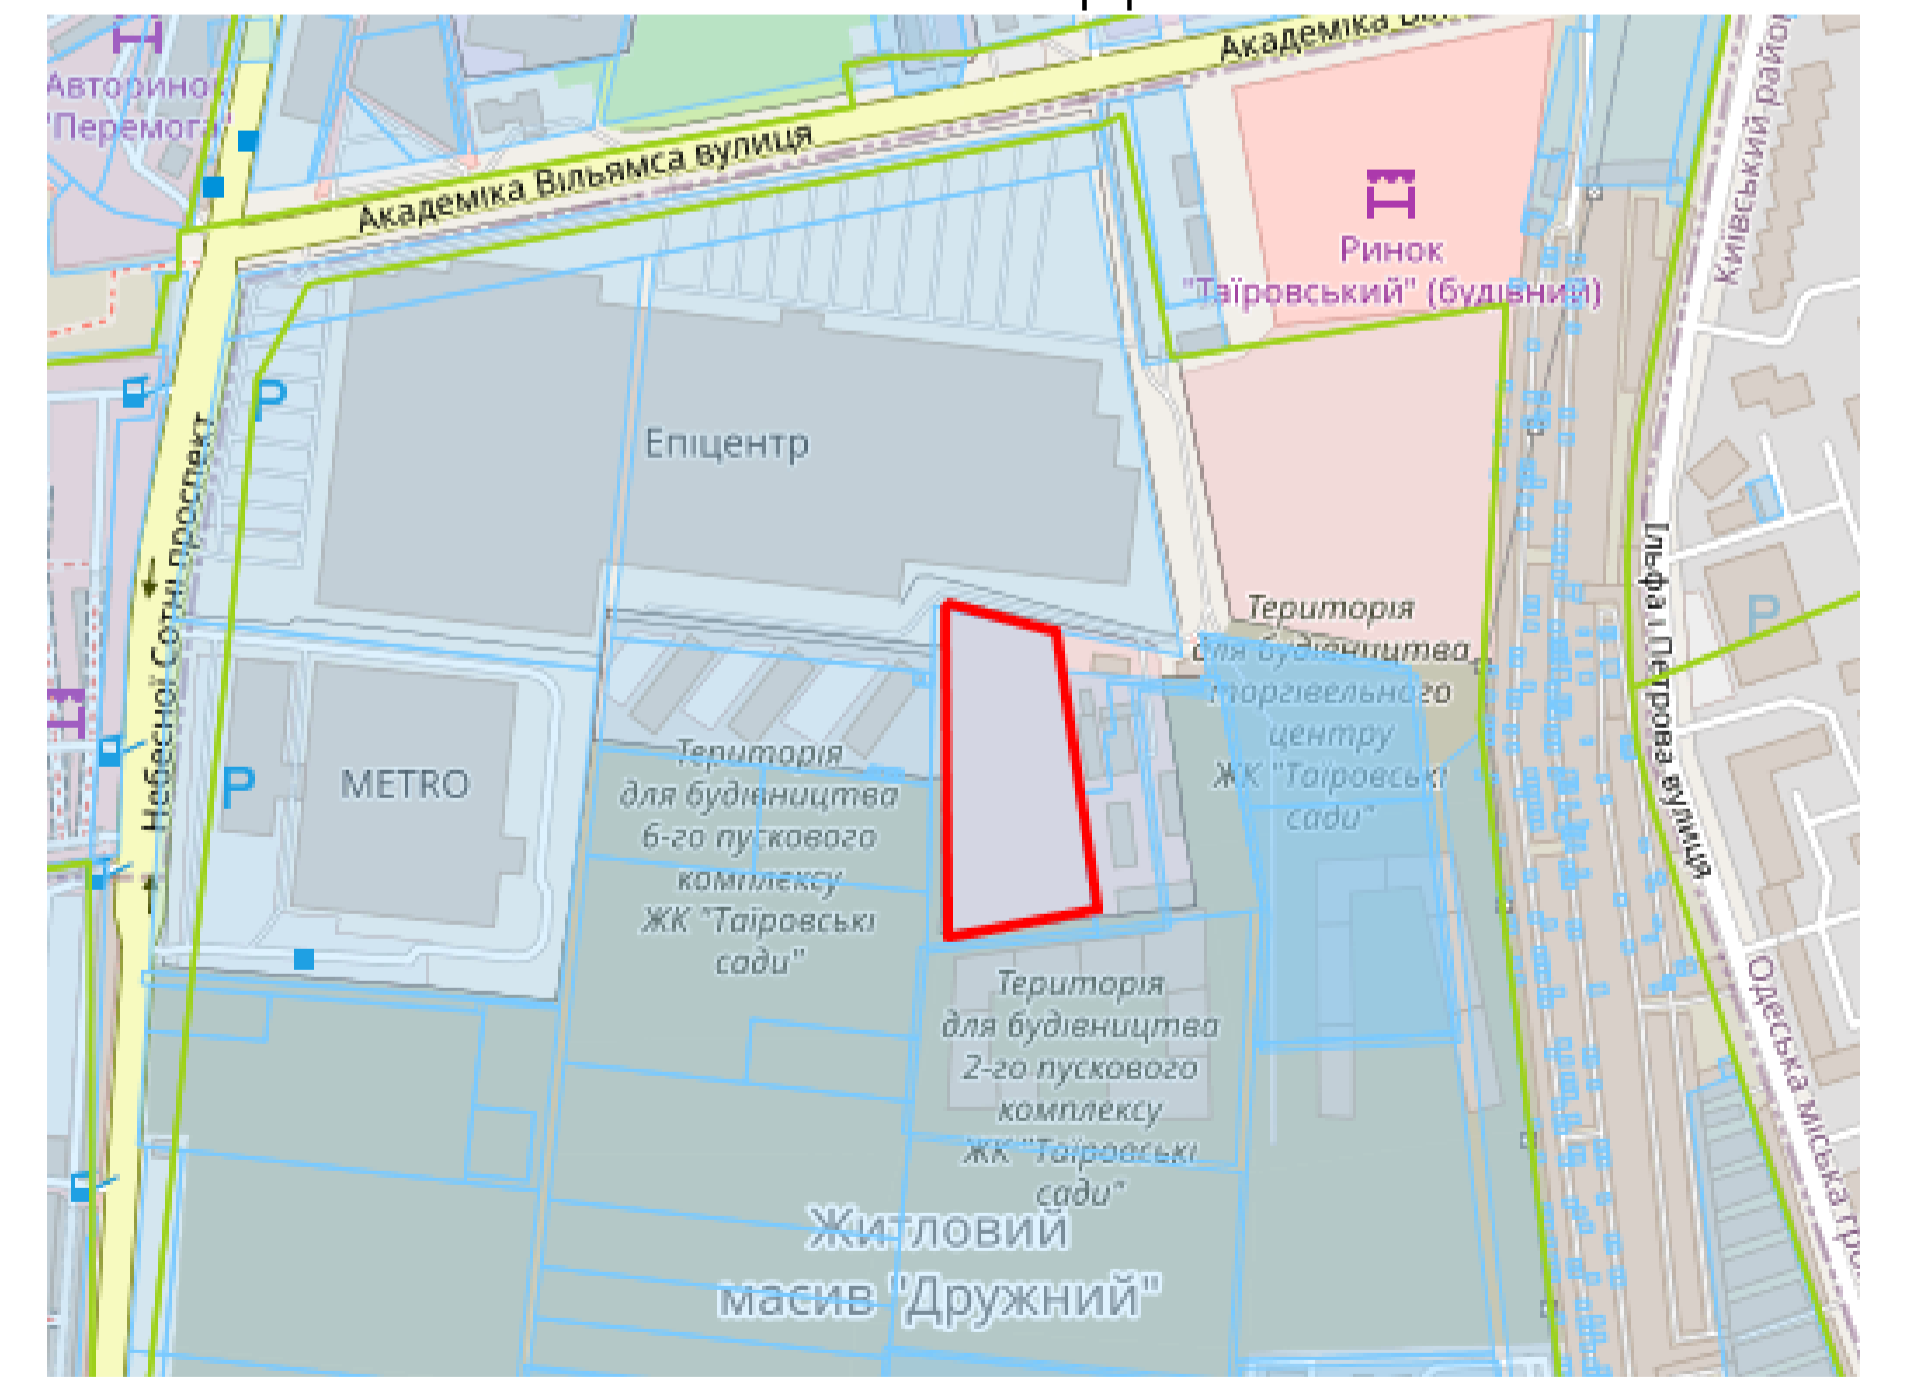 Авторинок
"Перемога"
Академіка Вільямса вулиця
Академіка
Київський
Ринок
"Таїровський" (будівний)
P
Епіцентр
Небесної Сотні проспект
Територія
для будівництва
торгівельного
центру
ЖК "Таїровські
сади"
P
Ільфа і Петрова вулиця
METRO
P
Територія
для будівництва
6-го пускового
комплексу
ЖК "Таїровські
сади"
Територія
для будівництва
2-го пускового
комплексу
ЖК "Таїровські
сади"
Одеська міська
Житловий
масив "Дружний"